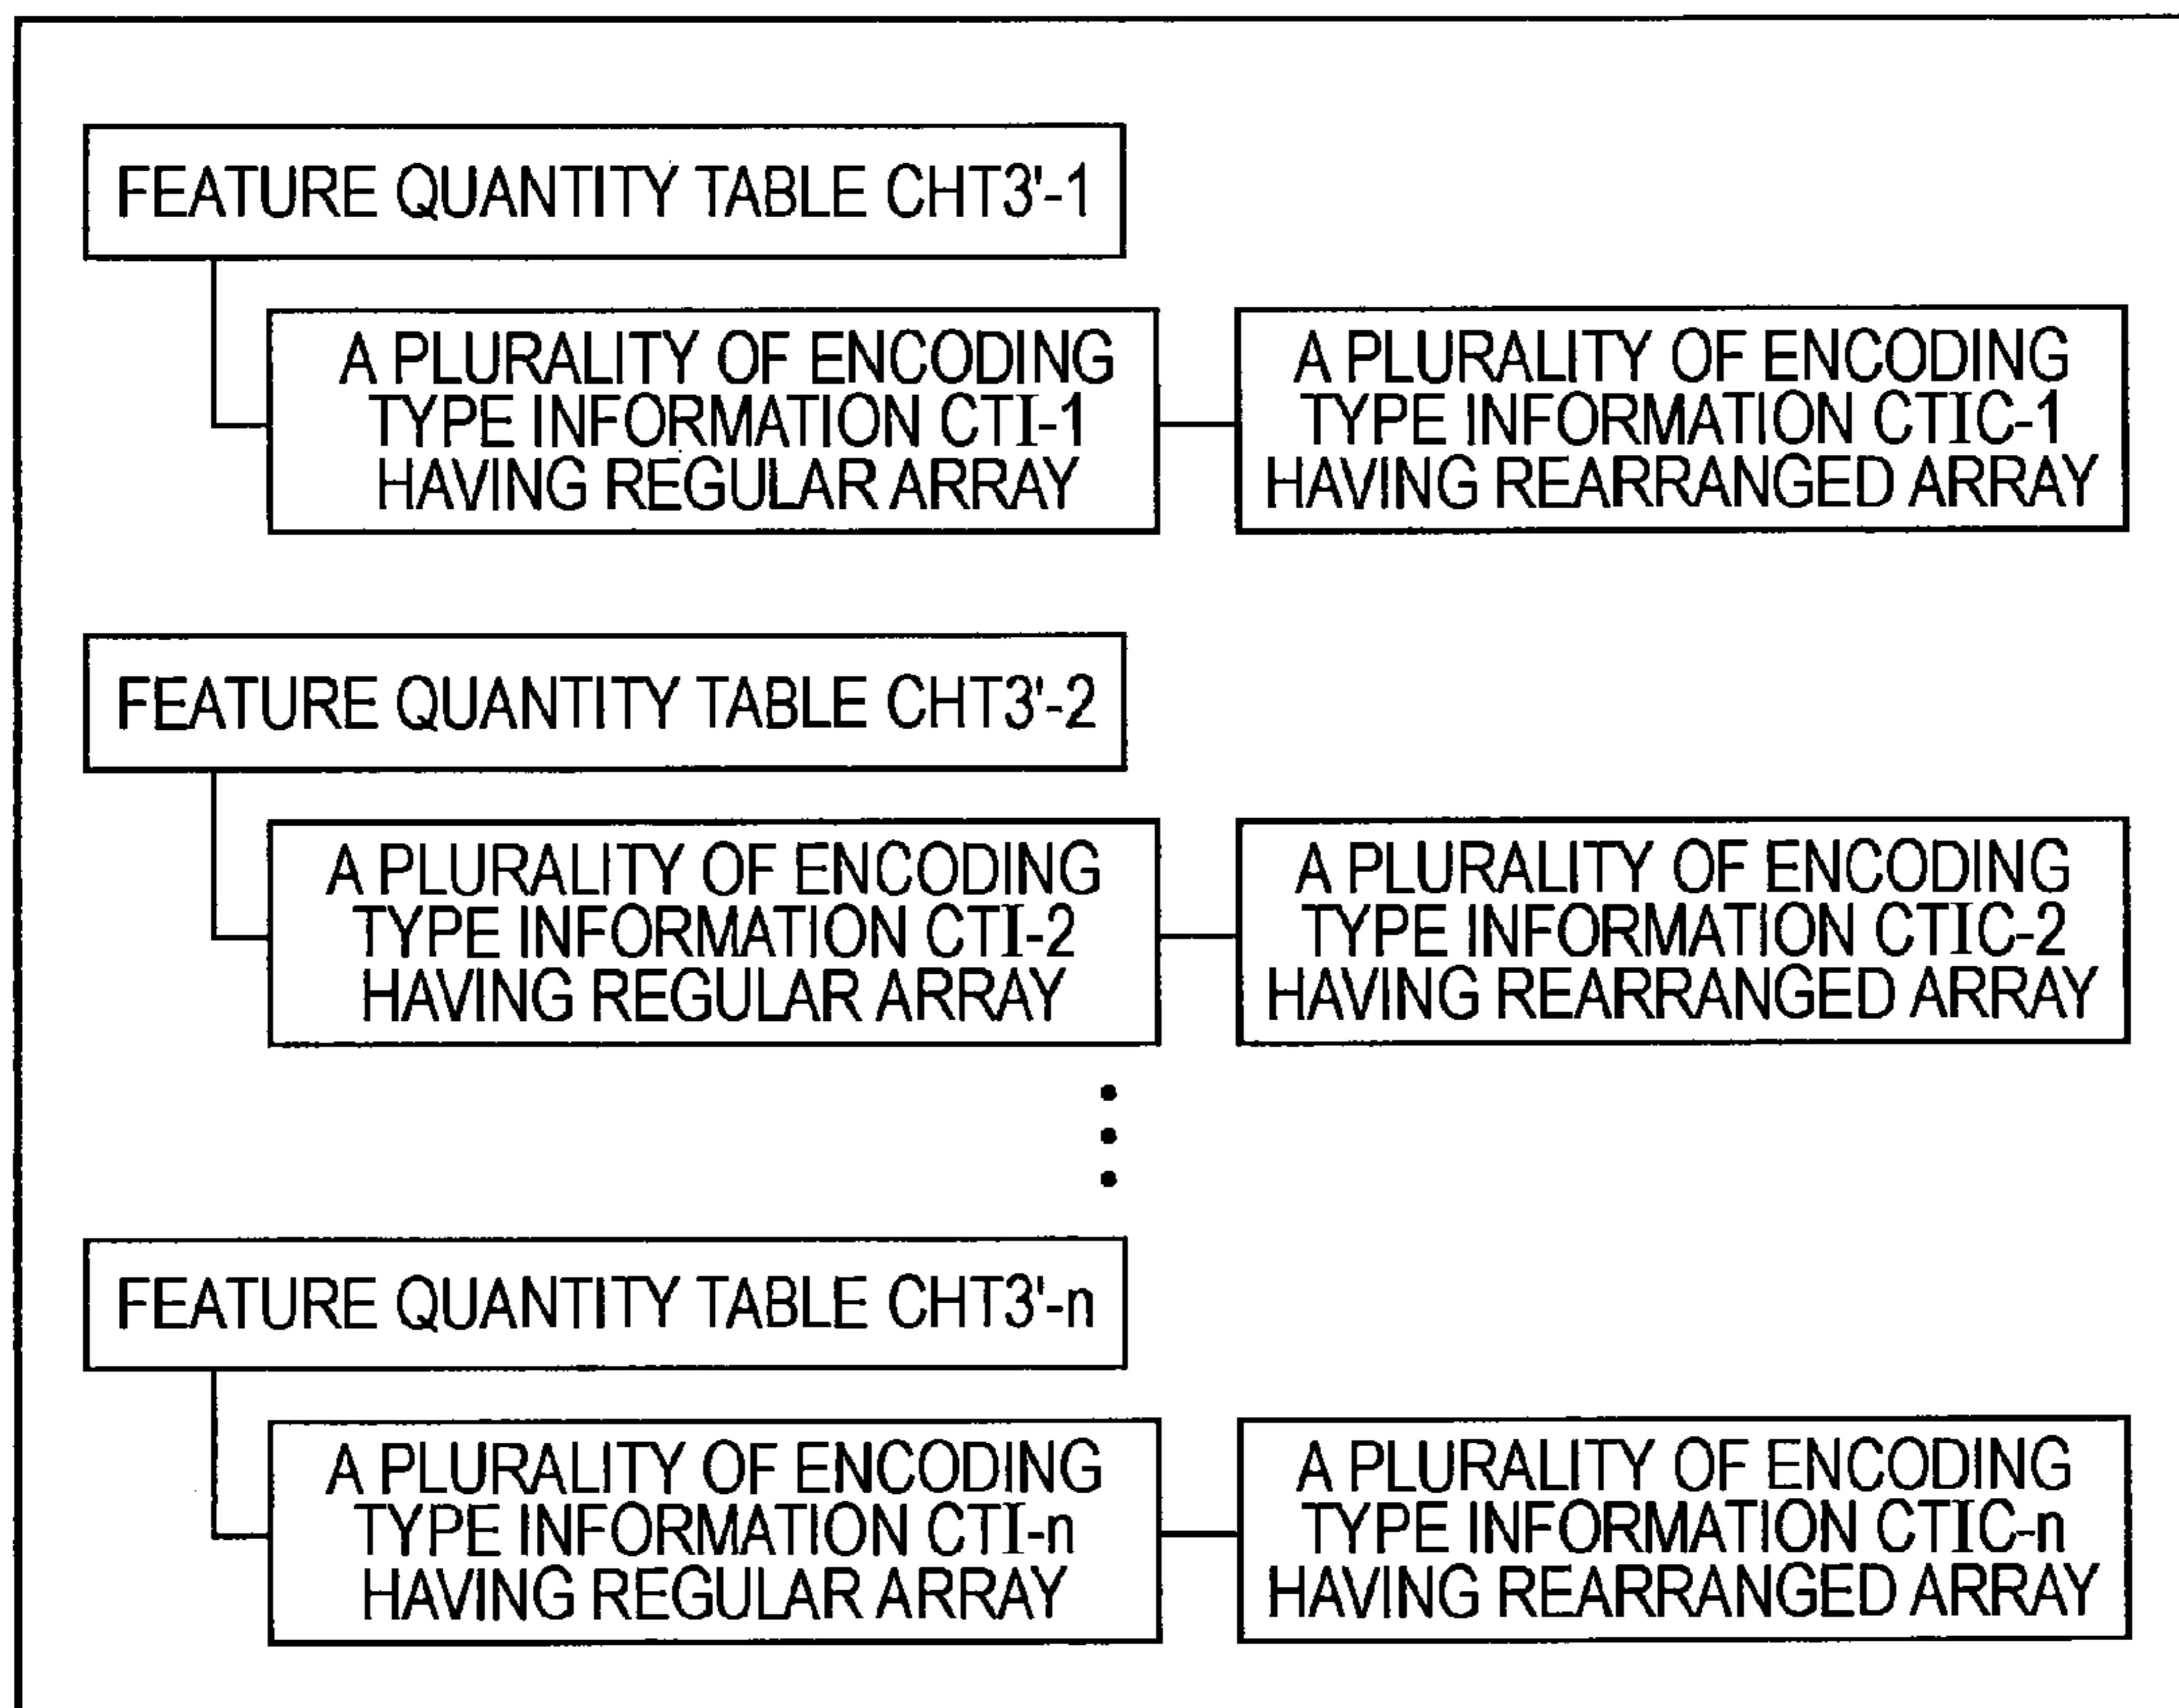 FEATURE QUANTITY TABLE CHT3'-1
A PLURALITY OF ENCODING
TYPE INFORMATION CTI-1
HAVING REGULAR ARRAY
A PLURALITY OF ENCODING
TYPE INFORMATION CTIC-1
HAVING REARRANGED ARRAY
FEATURE QUANTITY TABLE CHT3'-2
A PLURALITY OF ENCODING
TYPE INFORMATION CTI-2
HAVING REGULAR ARRAY
A PLURALITY OF ENCODING
TYPE INFORMATION CTIC-2
HAVING REARRANGED ARRAY
FEATURE QUANTITY TABLE CHT3'-n
A PLURALITY OF ENCODING
TYPE INFORMATION CTI-n
HAVING REGULAR ARRAY
A PLURALITY OF ENCODING
TYPE INFORMATION CTIC-n
HAVING REARRANGED ARRAY